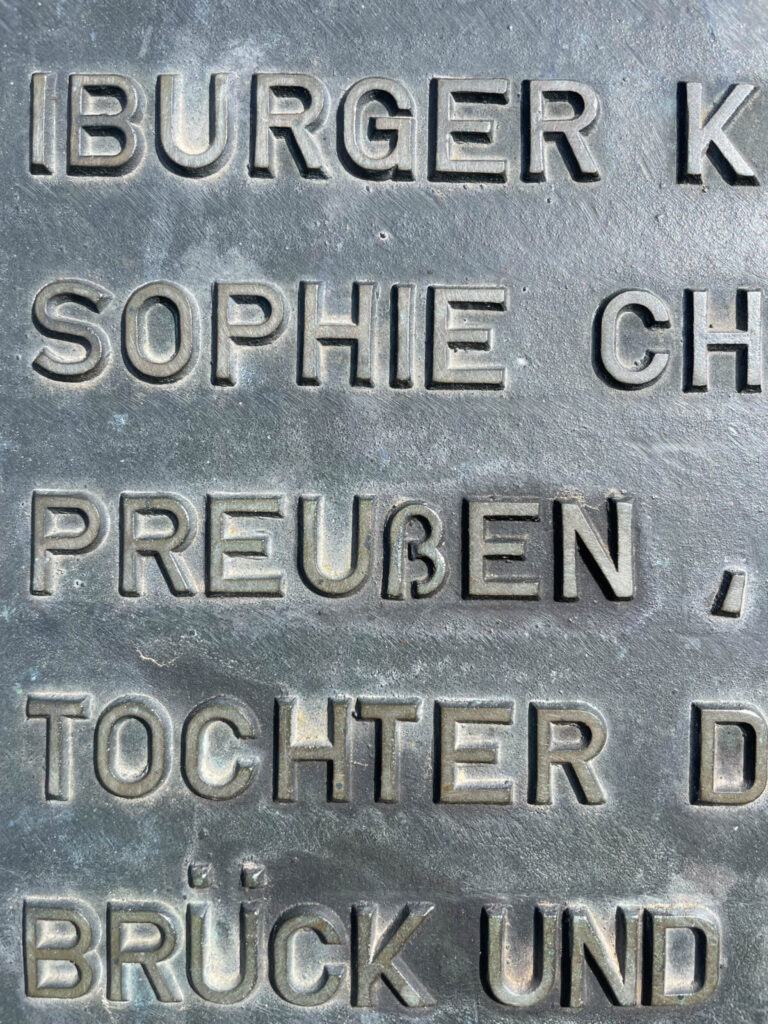 IBURGER K
SOPHIE CH
PREUßEN ,
TOCHTER D
BRÜCK UND